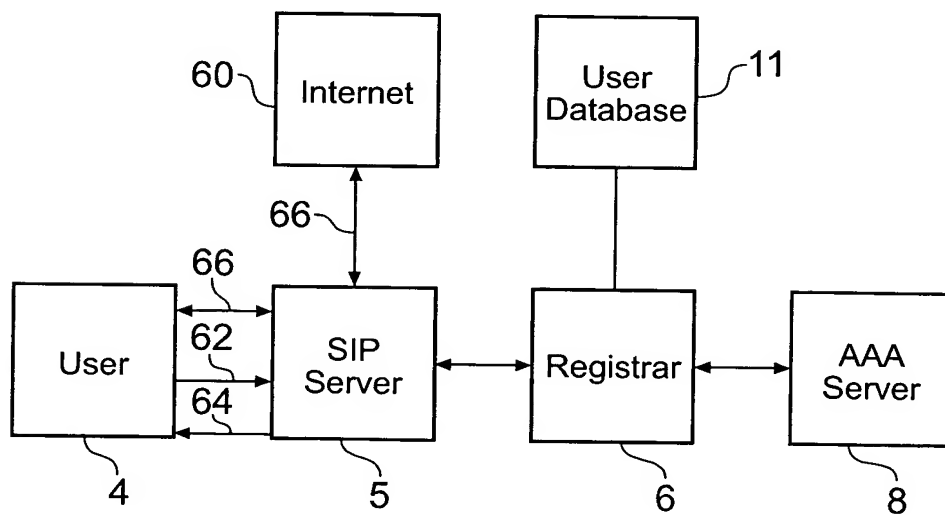 60
Internet
User
Database
11
66
66
User
62
64
SIP
Server
Registrar
AAA
Server
4
5
6
8